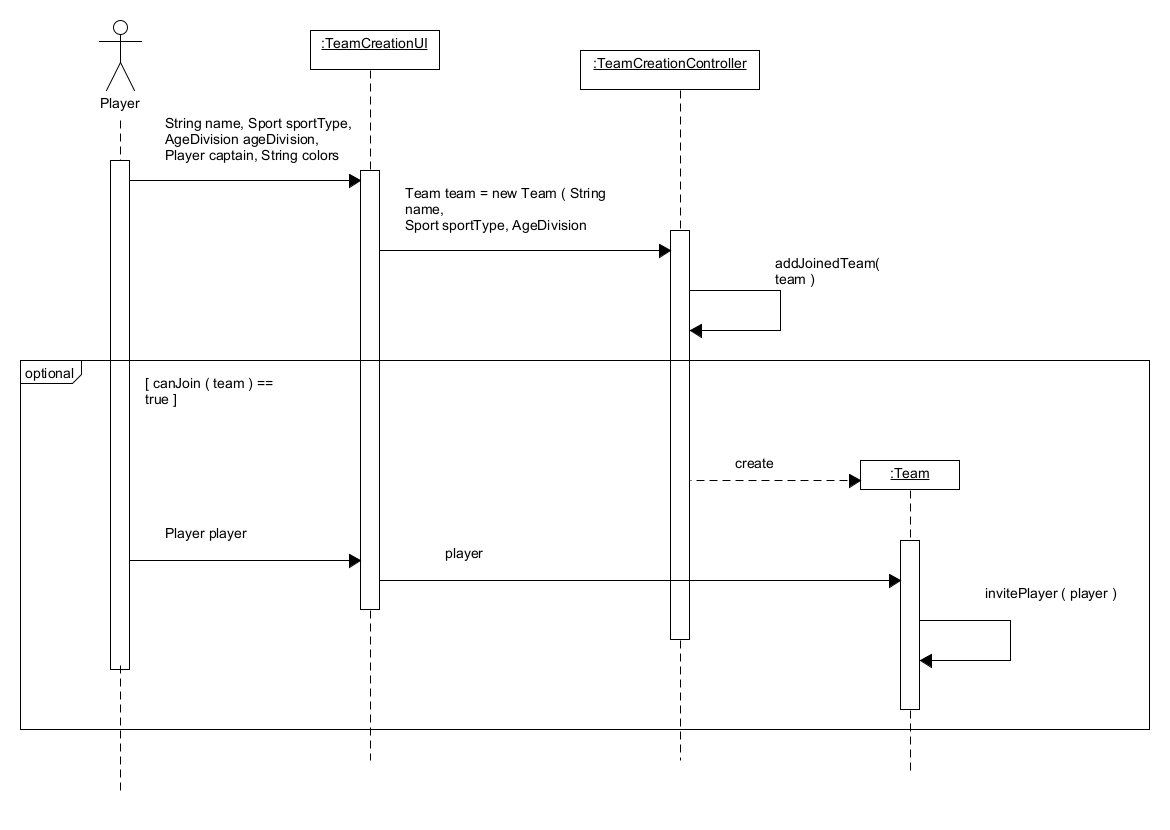 :TeamCreationUI
:TeamCreationController
Player
String name, Sport sportType,
AgeDivision ageDivision,
Player captain, String colors
Team team = new Team ( String
name,
Sport sportType, AgeDivision
addJoinedTeam(
team )
optional
[ canJoin ( team ) ==
true ]
create
:Team
Player player
player
invitePlayer ( player )